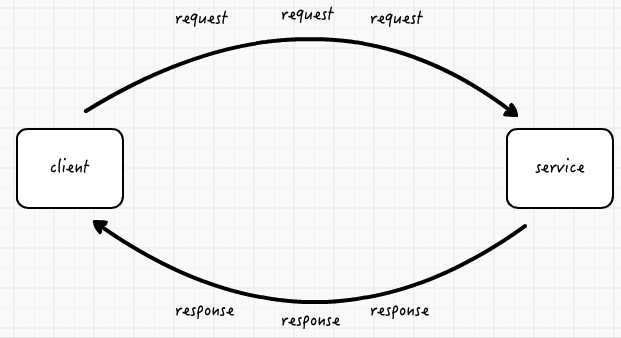 request request request
client
service
response response response